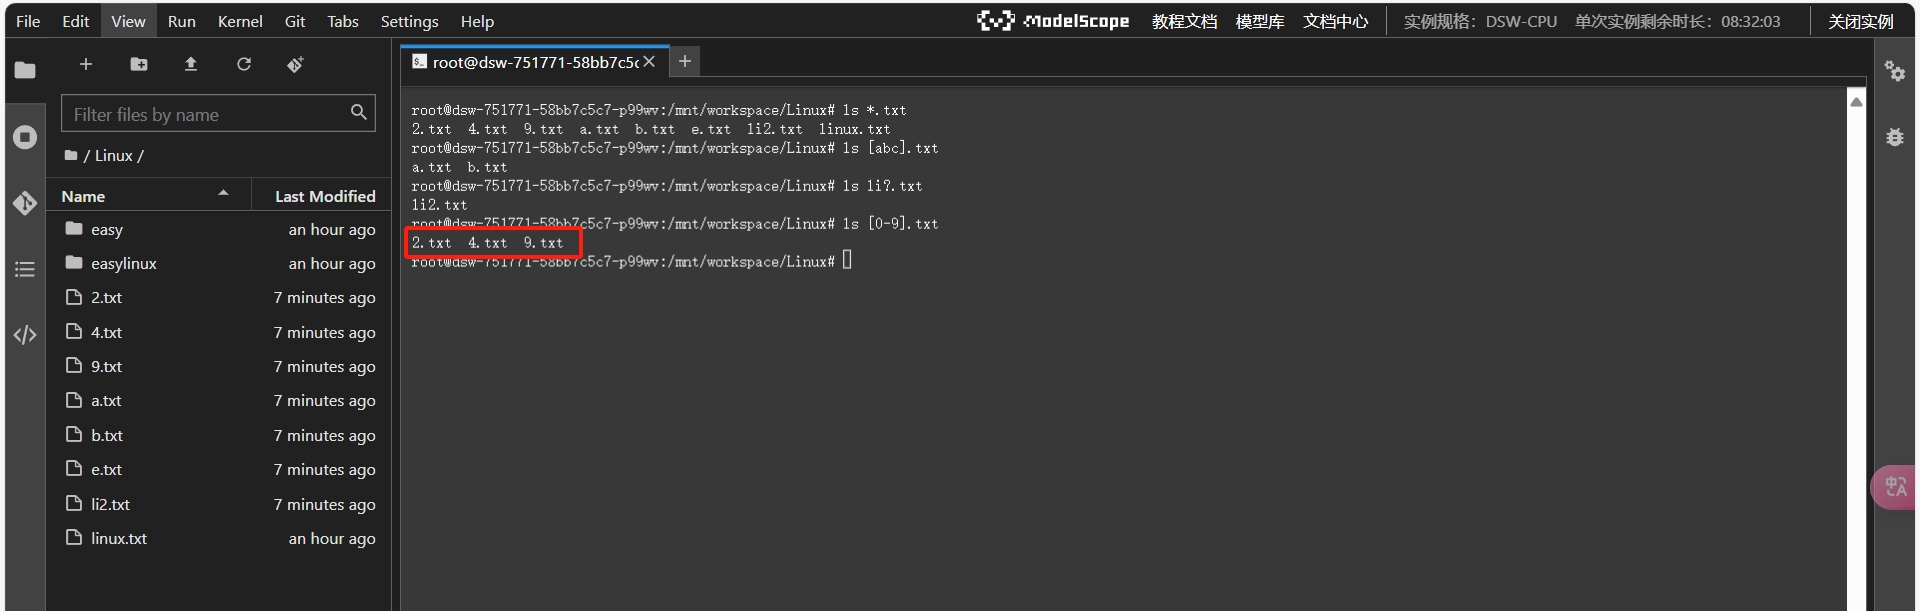 File Edit View Run Kernel Git Tabs Settings Help ModelScope 教程文档 模型库 文档中心 实例规格：DSW-CPU 单次实例剩余时长：08:32:03 关闭实例
root@dsw-751771-58bb7c5c
Filter files by name
/ Linux /
Name Last Modified
easy an hour ago
easylinux an hour ago
2.txt 7 minutes ago
4.txt 7 minutes ago
9.txt 7 minutes ago
a.txt 7 minutes ago
b.txt 7 minutes ago
e.txt 7 minutes ago
li2.txt 7 minutes ago
linux.txt an hour ago
root@dsw-751771-58bb7c5c7-p99wv:/mnt/workspace/Linux# ls *.txt
2.txt 4.txt 9.txt a.txt b.txt e.txt li2.txt linux.txt
root@dsw-751771-58bb7c5c7-p99wv:/mnt/workspace/Linux# ls [abc].txt
a.txt b.txt
root@dsw-751771-58bb7c5c7-p99wv:/mnt/workspace/Linux# ls li?.txt
li2.txt
root@dsw-751771-58bb7c5c7-p99wv:/mnt/workspace/Linux# ls [0-9].txt
2.txt 4.txt 9.txt
root@dsw-751771-58bb7c5c7-p99wv:/mnt/workspace/Linux#
中A